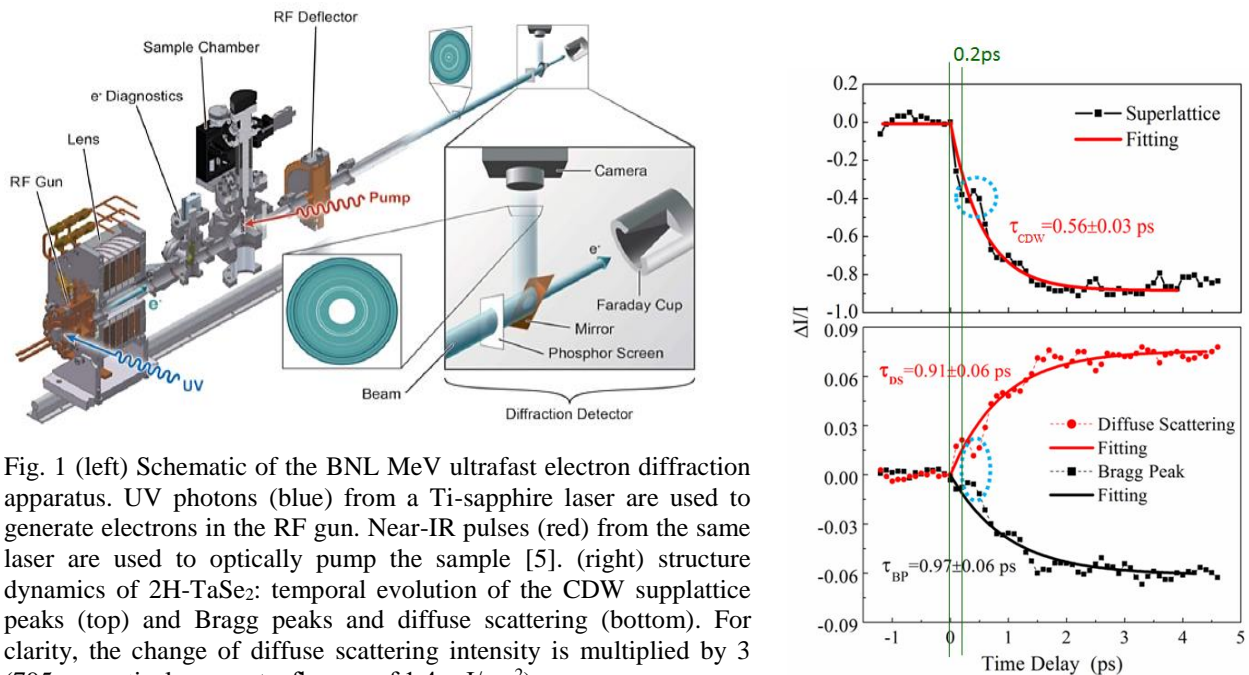 RF Deflector
Sample Chamber
e- Diagnostics
Lens
RF Gun
Pump
e-
UV
Camera
e-
Faraday Cup
Mirror
Phosphor Screen
Beam
Diffraction Detector
Fig. 1 (left) Schematic of the BNL MeV ultrafast electron diffraction
apparatus. UV photons (blue) from a Ti-sapphire laser are used to
generate electrons in the RF gun. Near-IR pulses (red) from the same
laser are used to optically pump the sample [5]. (right) structure
dynamics of 2H-TaSe2: temporal evolution of the CDW supplattice
peaks (top) and Bragg peaks and diffuse scattering (bottom). For
clarity, the change of diffuse scattering intensity is multiplied by 3
0.2ps
0.2
0.0
-0.2
-0.4
-0.6
-0.8
-1.0
Superlattice
Fitting
τCDW=0.56±0.03 ps
ΔI/I
0.09
0.06
0.03
0.00
-0.03
-0.06
-0.09
τDS=0.91±0.06 ps
Diffuse Scattering
Fitting
Bragg Peak
Fitting
τBP=0.97±0.06 ps
-1 0 1 2 3 4 5
Time Delay (ps)